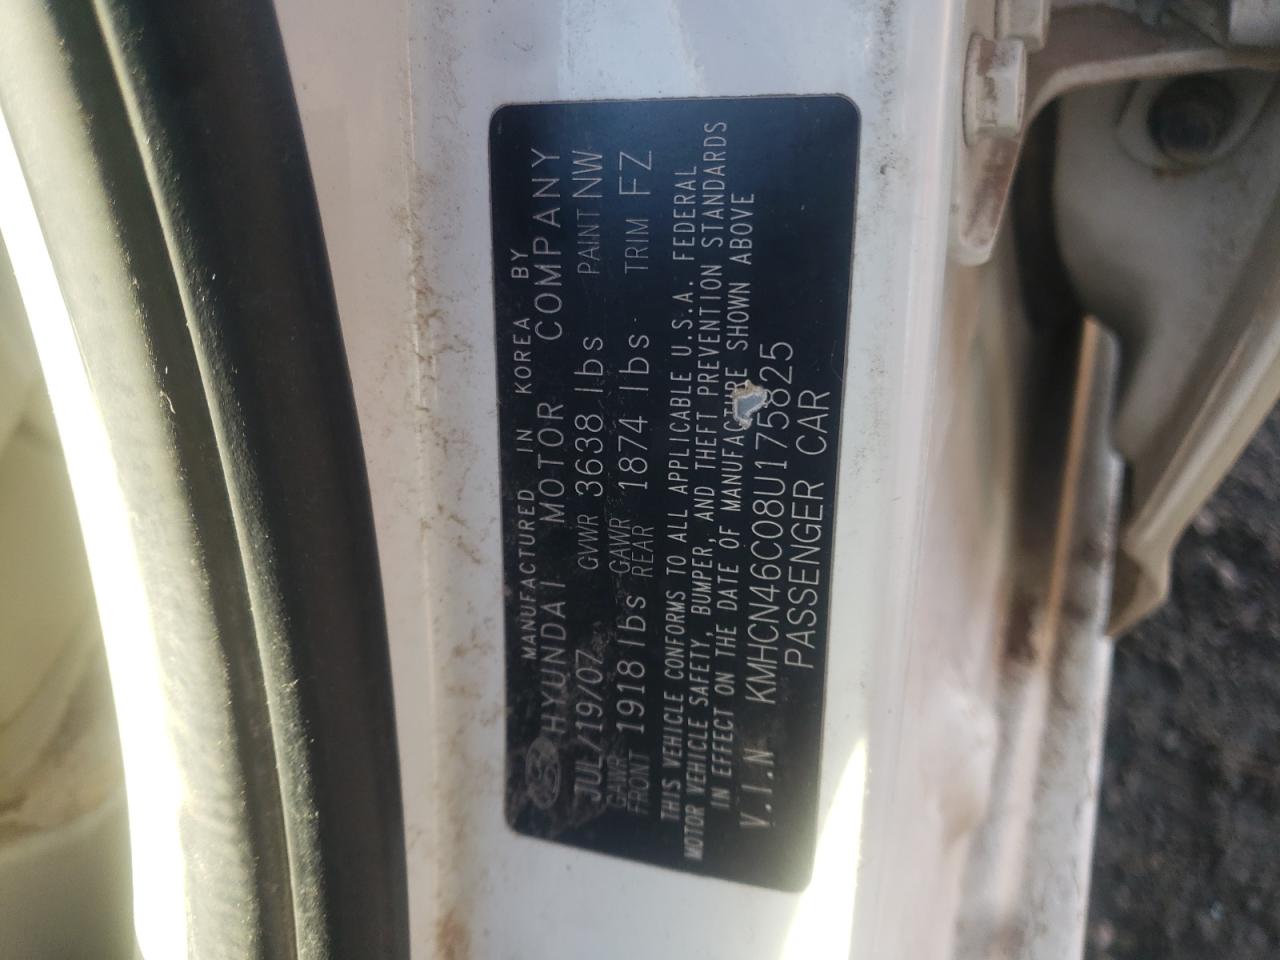 MANUFACTURED IN KOREA BY
HYUNDAI MOTOR COMPANY
JUL/19/07 GVWR 3638 lbs PAINT NW
GAWR FRONT 1918 lbs GAWR REAR 1874 lbs TRIM FZ
THIS VEHICLE CONFORMS TO ALL APPLICABLE U.S.A. FEDERAL
MOTOR VEHICLE SAFETY, BUMPER, AND THEFT PREVENTION STANDARDS
IN EFFECT ON THE DATE OF MANUFACTURE SHOWN ABOVE
V.I.N KMHCN46C08U175825
PASSENGER CAR